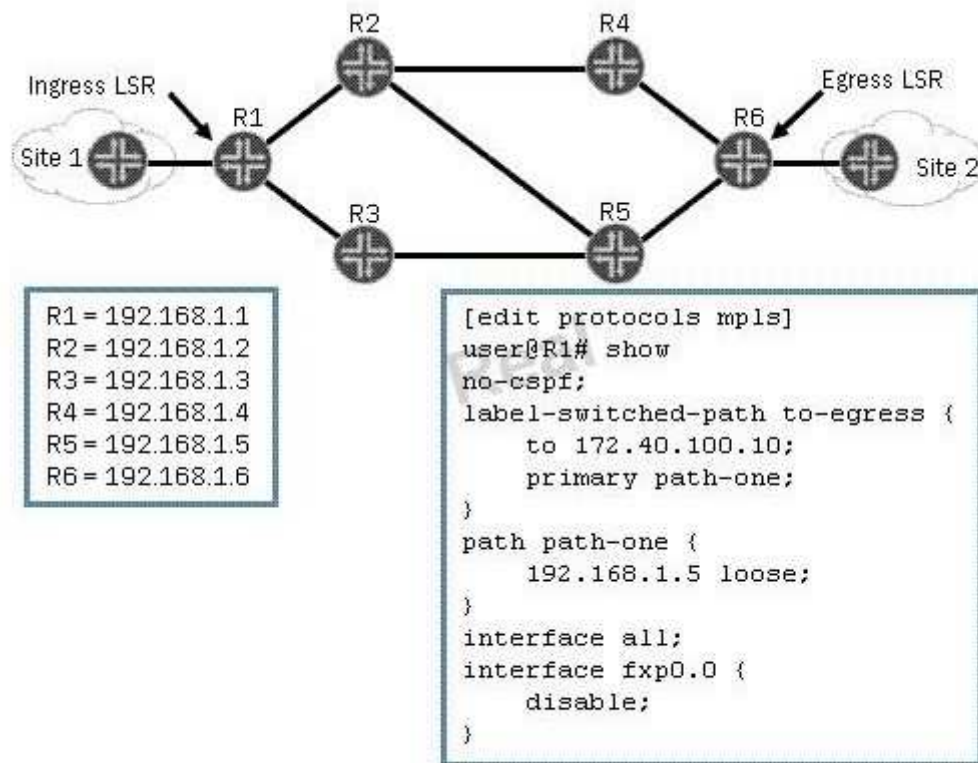 R2
R4
Ingress LSR
Egress LSR
R1
R6
Site 1
Site 2
R3
R5
R1 = 192.168.1.1
R2 = 192.168.1.2
R3 = 192.168.1.3
R4 = 192.168.1.4
R5 = 192.168.1.5
R6 = 192.168.1.6
[edit protocols mpls]
user@R1# show
no-cspf;
label-switched-path to-egress {
to 172.40.100.10;
primary path-one;
}
path path-one {
192.168.1.5 loose;
}
interface all;
interface fxp0.0 {
disable;
}
Real